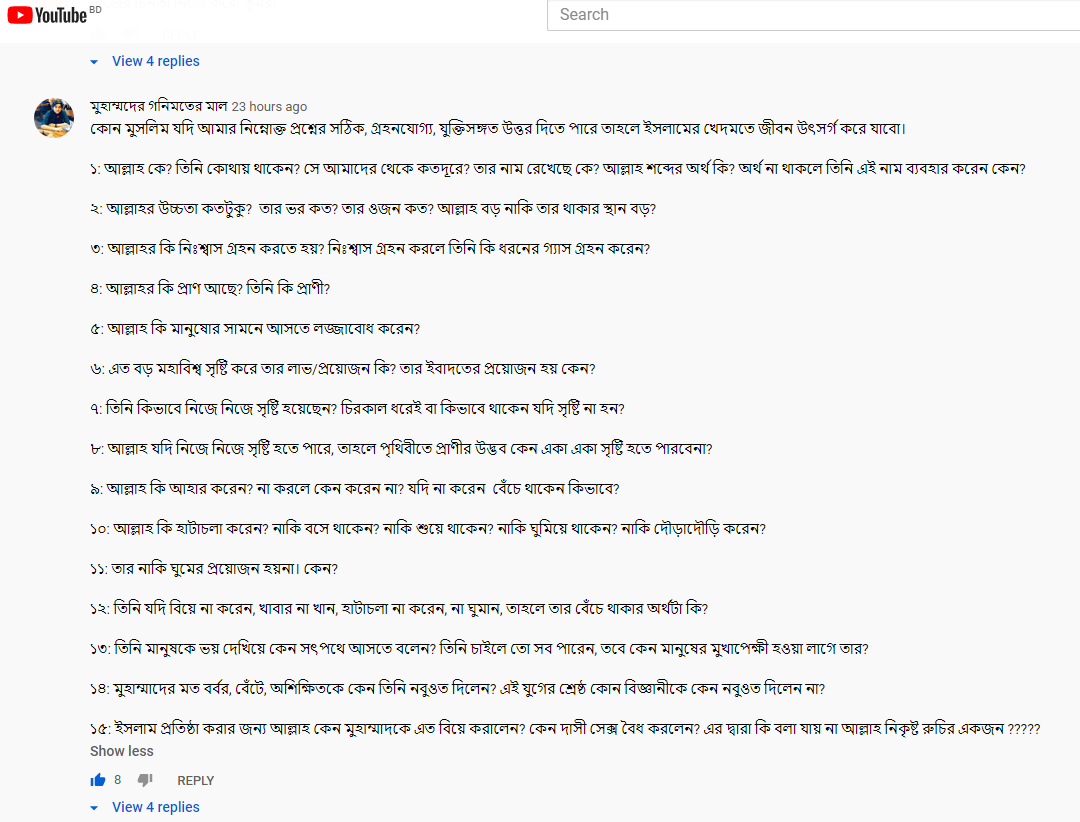 YouTube BD
Search
View 4 replies
মুহাম্মদের গনিমতের মাল 23 hours ago
কোন মুসলিম যদি আমার নিম্নোক্ত প্রশ্নের সঠিক, গ্রহনযোগ্য, যুক্তিসঙ্গত উত্তর দিতে পারে তাহলে ইসলামের খেদমতে জীবন উৎসর্গ করে যাবো।
১: আল্লাহ কে? তিনি কোথায় থাকেন? সে আমাদের থেকে কতদূরে? তার নাম রেখেছে কে? আল্লাহ শব্দের অর্থ কি? অর্থ না থাকলে তিনি এই নাম ব্যবহার করেন কেন?
২: আল্লাহর উচ্চতা কতটুকু? তার ভর কত? তার ওজন কত? আল্লাহ বড় নাকি তার থাকার স্থান বড়?
৩: আল্লাহর কি নিঃশ্বাস গ্রহন করতে হয়? নিঃশ্বাস গ্রহন করলে তিনি কি ধরনের গ্যাস গ্রহন করেন?
৪: আল্লাহর কি প্রাণ আছে? তিনি কি প্রাণী?
৫: আল্লাহ কি মানুষোর সামনে আসতে লজ্জাবোধ করেন?
৬: এত বড় মহাবিশ্ব সৃষ্টি করে তার লাভ/প্রয়োজন কি? তার ইবাদতের প্রয়োজন হয় কেন?
৭: তিনি কিভাবে নিজে নিজে সৃষ্টি হয়েছেন? চিরকাল ধরেই বা কিভাবে থাকেন যদি সৃষ্টি না হন?
৮: আল্লাহ যদি নিজে নিজে সৃষ্টি হতে পারে, তাহলে পৃথিবীতে প্রাণীর উদ্ভব কেন একা একা সৃষ্টি হতে পারবেনা?
৯: আল্লাহ কি আহার করেন? না করলে কেন করেন না? যদি না করেন বেঁচে থাকেন কিভাবে?
১০: আল্লাহ কি হাটাচলা করেন? নাকি বসে থাকেন? নাকি শুয়ে থাকেন? নাকি ঘুমিয়ে থাকেন? নাকি দৌড়াদৌড়ি করেন?
১১: তার নাকি ঘুমের প্রয়োজন হয়না। কেন?
১২: তিনি যদি বিয়ে না করেন, খাবার না খান, হাটাচলা না করেন, না ঘুমান, তাহলে তার বেঁচে থাকার অর্থটা কি?
১৩: তিনি মানুষকে ভয় দেখিয়ে কেন সৎপথে আসতে বলেন? তিনি চাইলে তো সব পারেন, তবে কেন মানুষের মুখাপেক্ষী হওয়া লাগে তার?
১৪: মুহাম্মাদের মত বর্বর, বেঁটে, অশিক্ষিতকে কেন তিনি নবুওত দিলেন? এই যুগের শ্রেষ্ঠ কোন বিজ্ঞানীকে কেন নবুওত দিলেন না?
১৫: ইসলাম প্রতিষ্ঠা করার জন্য আল্লাহ কেন মুহাম্মাদকে এত বিয়ে করালেন? কেন দাসী সেক্স বৈধ করলেন? এর দ্বারা কি বলা যায় না আল্লাহ নিকৃষ্ট রুচির একজন ?????
Show less
8 REPLY
View 4 replies